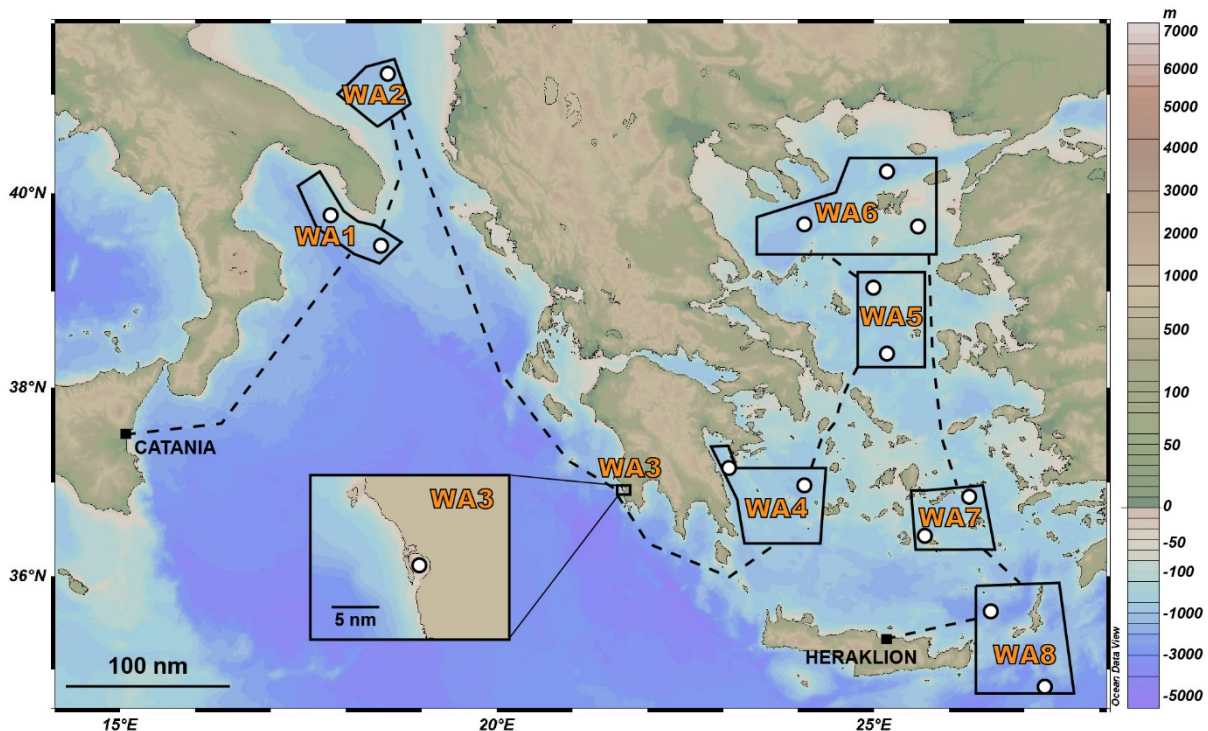 m
7000
6000
5000
4000
3000
2000
1000
500
100
50
0
-50
-100
-1000
-3000
-5000
40°N
38°N
36°N
15°E
20°E
25°E
WA2
WA1
WA6
WA5
CATANIA
WA3
WA3
WA4
WA7
5 nm
100 nm
HERAKLION
WA8
Ocean Data View